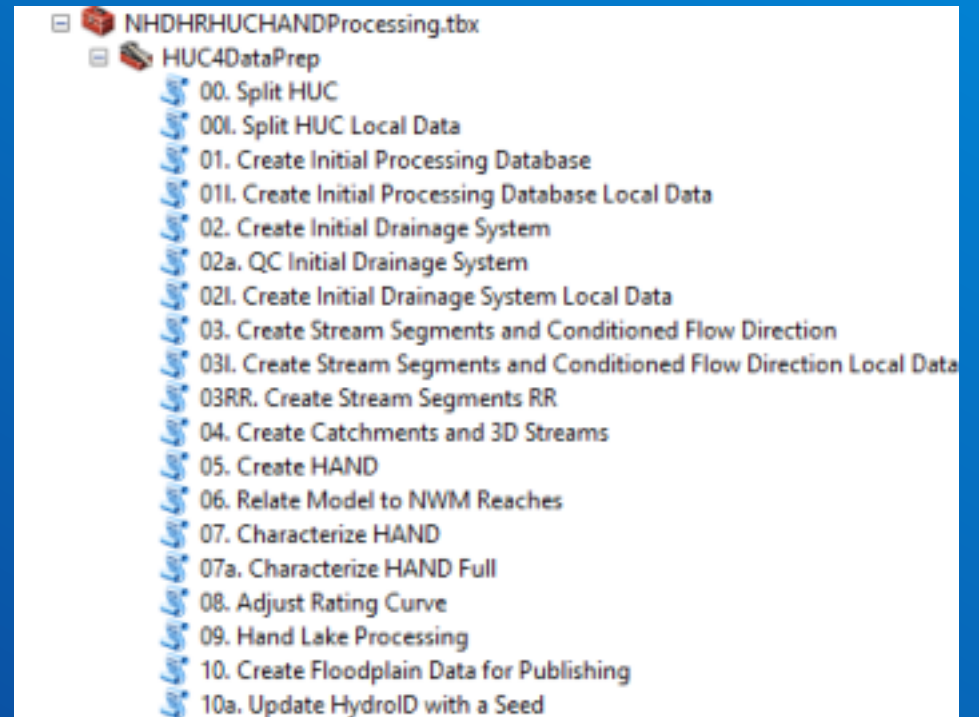 NHDHRHUCHANDProcessing.tbx
HUC4DataPrep
00. Split HUC
00l. Split HUC Local Data
01. Create Initial Processing Database
01l. Create Initial Processing Database Local Data
02. Create Initial Drainage System
02a. QC Initial Drainage System
02l. Create Initial Drainage System Local Data
03. Create Stream Segments and Conditioned Flow Direction
03l. Create Stream Segments and Conditioned Flow Direction Local Data
03RR. Create Stream Segments RR
04. Create Catchments and 3D Streams
05. Create HAND
06. Relate Model to NWM Reaches
07. Characterize HAND
07a. Characterize HAND Full
08. Adjust Rating Curve
09. Hand Lake Processing
10. Create Floodplain Data for Publishing
10a. Update HydroID with a Seed